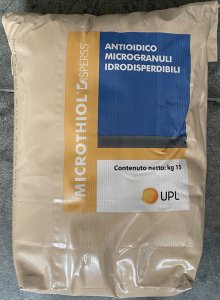 MICROTHIOL DISPERSS®
ANTIOIDICO
MICROGRANULI
IDRODISPERDIBILI
Contenuto netto: kg 15
UPL